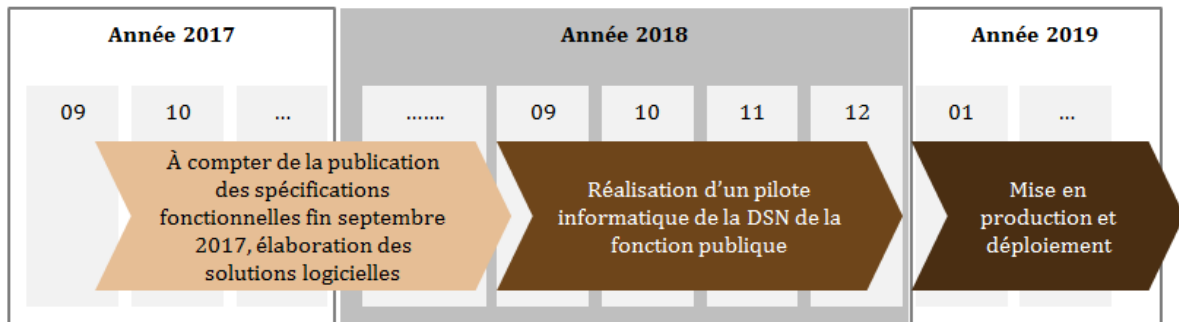 Année 2017
Année 2018
Année 2019
09
10
...
.......
09
10
11
12
01
...
À compter de la publication
des spécifications
fonctionnelles fin septembre
2017, élaboration des
solutions logicielles
Réalisation d'un pilote
informatique de la DSN de la
fonction publique
Mise en
production et
déploiement